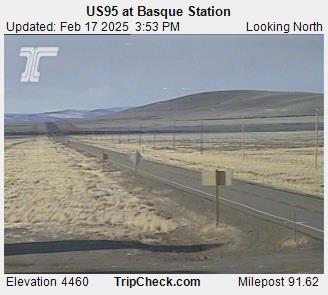 US95 at Basque Station
Updated: Feb 17 2025 3:53 PM Looking North
Elevation 4460 TripCheck.com Milepost 91.62